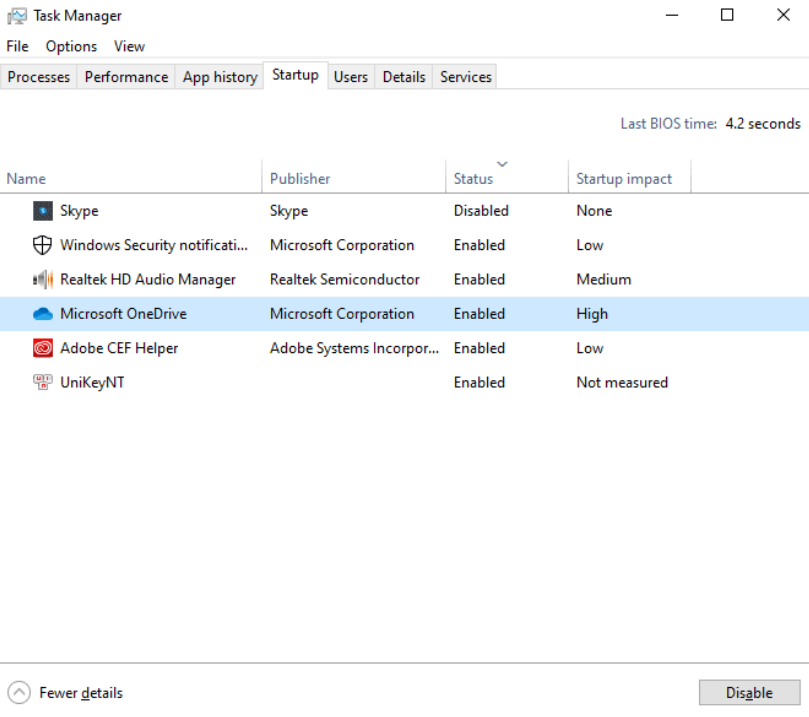 Task Manager
File Options View
Processes Performance App history Startup Users Details Services
Last BIOS time: 4.2 seconds
Name Publisher Status Startup impact
Skype Skype Disabled None
Windows Security notificati... Microsoft Corporation Enabled Low
Realtek HD Audio Manager Realtek Semiconductor Enabled Medium
Microsoft OneDrive Microsoft Corporation Enabled High
Adobe CEF Helper Adobe Systems Incorpor... Enabled Low
UniKeyNT Enabled Not measured
Fewer details Disable